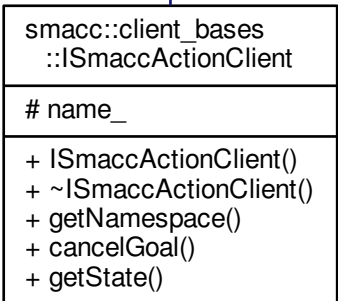 smacc::client_bases
::ISmaccActionClient
# name_
+ ISmaccActionClient()
+ ~ISmaccActionClient()
+ getNamespace()
+ cancelGoal()
+ getState()